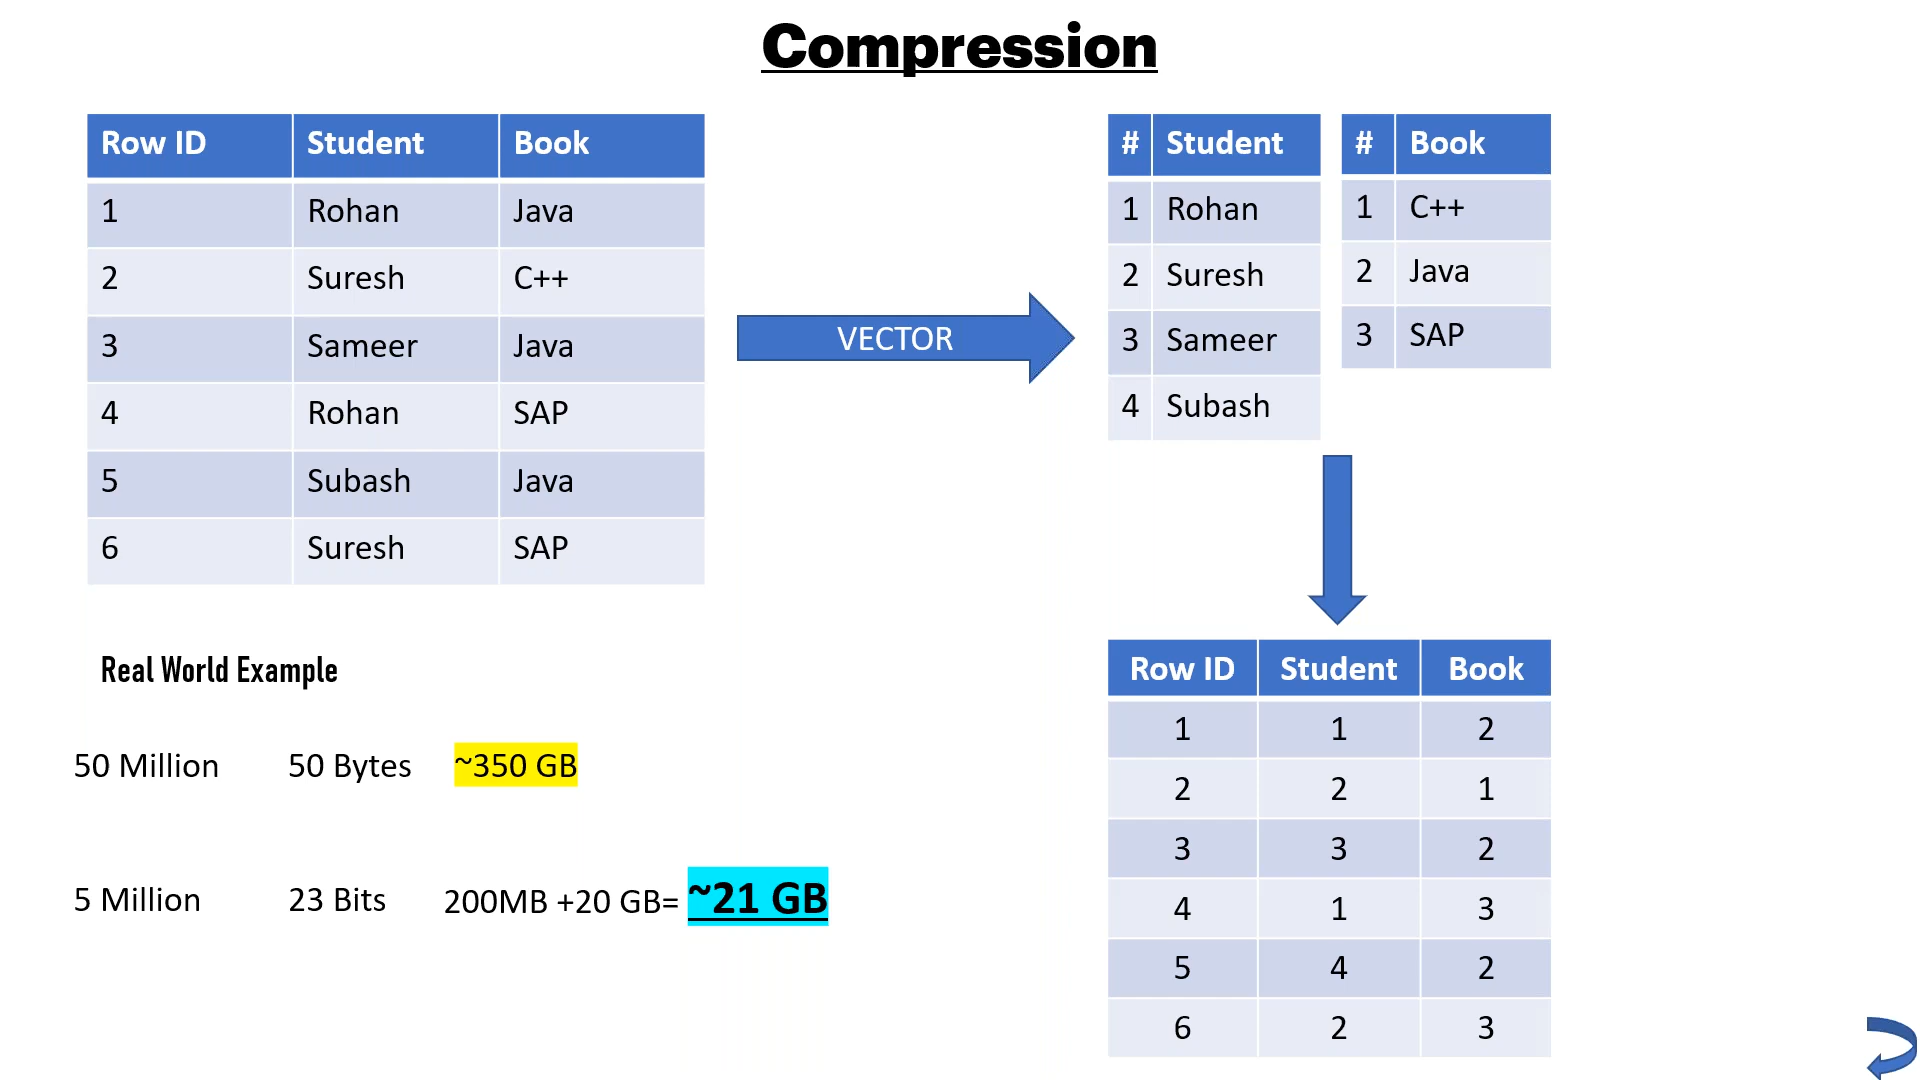 Compression
Row ID Student Book
1 Rohan Java
2 Suresh C++
3 Sameer Java
4 Rohan SAP
5 Subash Java
6 Suresh SAP
VECTOR
# Student
1 Rohan
2 Suresh
3 Sameer
4 Subash
# Book
1 C++
2 Java
3 SAP
Real World Example
50 Million 50 Bytes ~350 GB
5 Million 23 Bits 200MB +20 GB= ~21 GB
Row ID Student Book
1 1 2
2 2 1
3 3 2
4 1 3
5 4 2
6 2 3